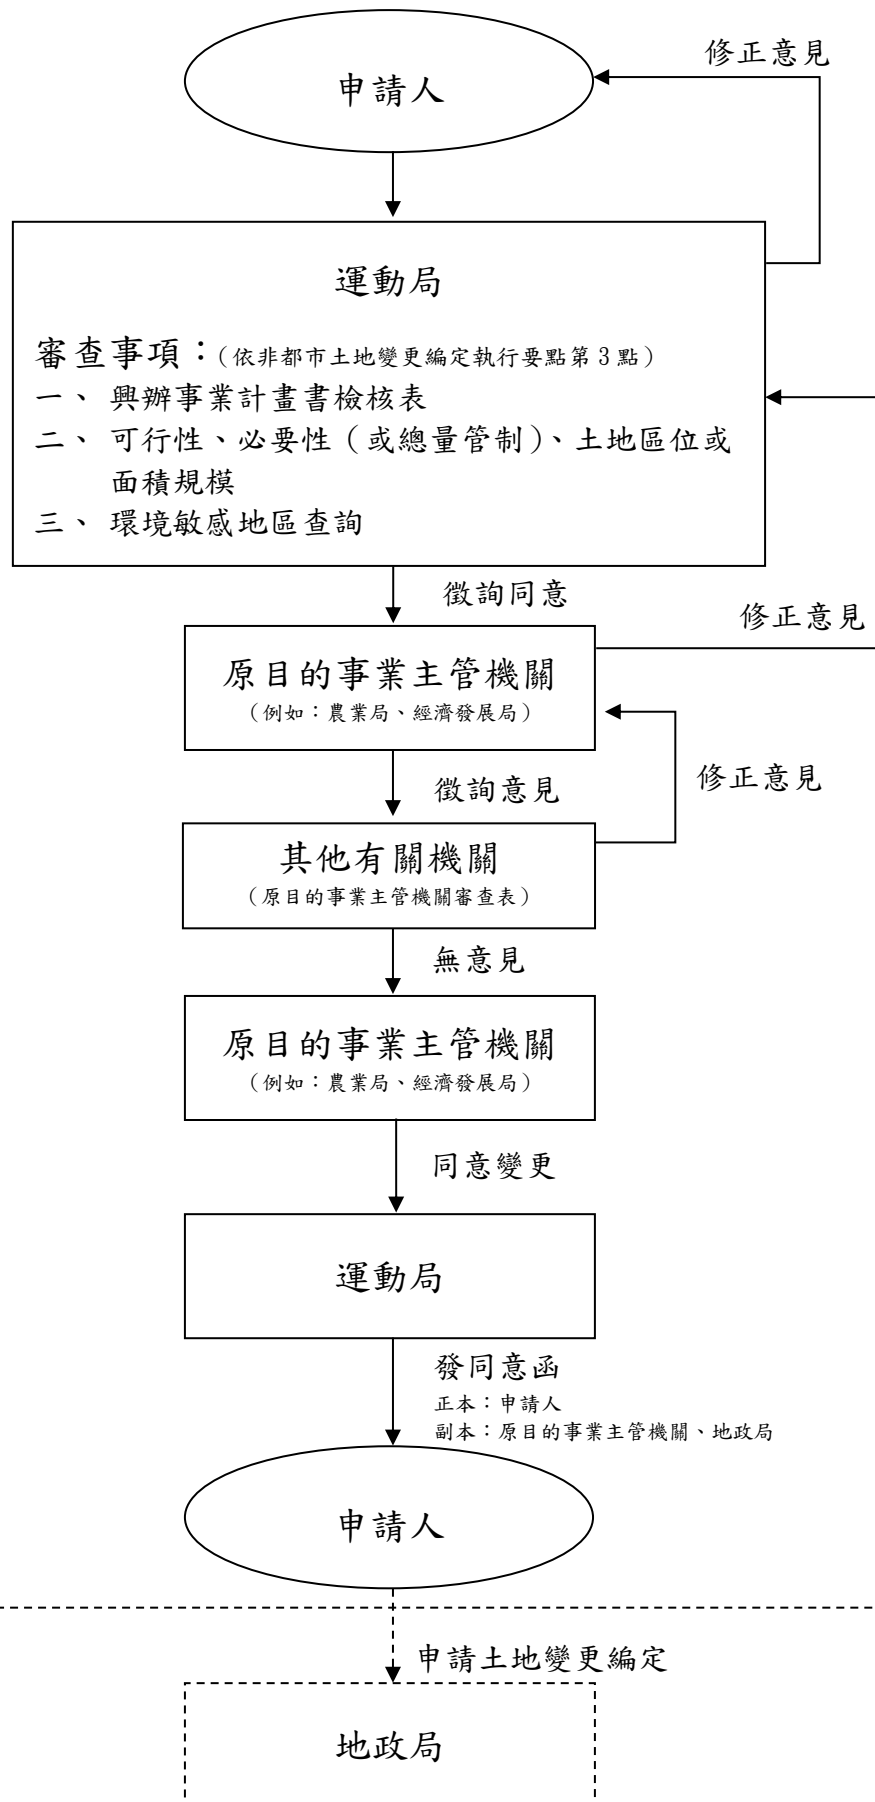 修正意見
申請人
運動局
審查事項：(依非都市土地變更編定執行要點第3點)
一、 興辦事業計畫書檢核表
二、 可行性、必要性（或總量管制）、土地區位或
面積規模
三、 環境敏感地區查詢
徵詢同意
修正意見
原目的事業主管機關
（例如：農業局、經濟發展局）
徵詢意見
修正意見
其他有關機關
（原目的事業主管機關審查表）
無意見
原目的事業主管機關
（例如：農業局、經濟發展局）
同意變更
運動局
發同意函
正本：申請人
副本：原目的事業主管機關、地政局
申請人
申請土地變更編定
地政局